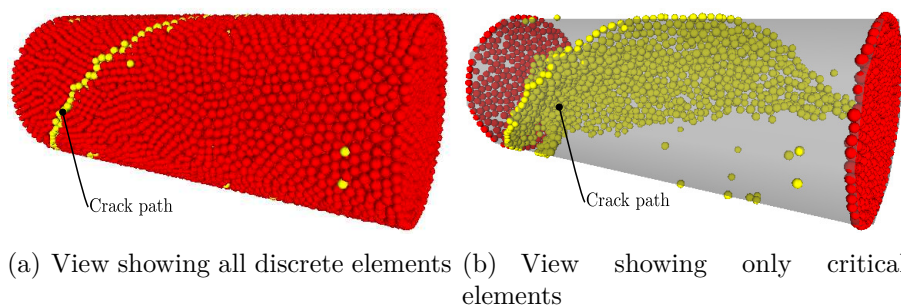 Crack path
Crack path
(a) View showing all discrete elements
(b) View showing only critical
elements